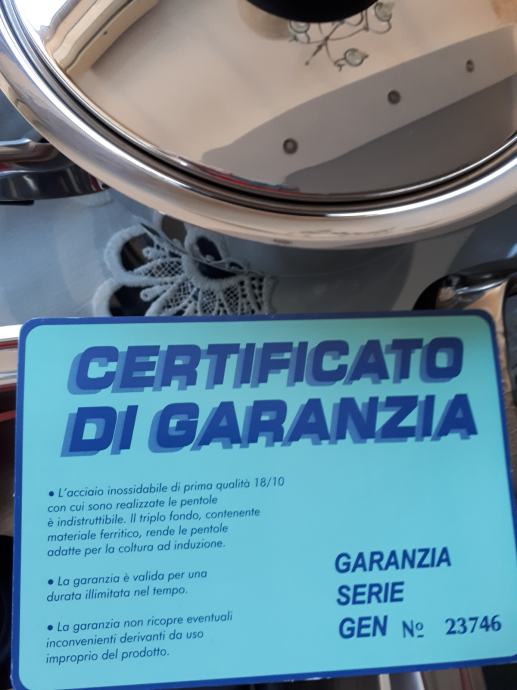 CERTIFICATO
DI GARANZIA
• L'acciaio inossidabile di prima qualità 18/10
con cui sono realizzate le pentole
è indistruttibile. Il triplo fondo, contenente
materiale ferritico, rende le pentole
adatte per la coltura ad induzione.
• La garanzia è valida per una
durata illimitata nel tempo.
• La garanzia non ricopre eventuali
inconvenienti derivanti da uso
improprio del prodotto.
GARANZIA
SERIE
GEN Nº 23746